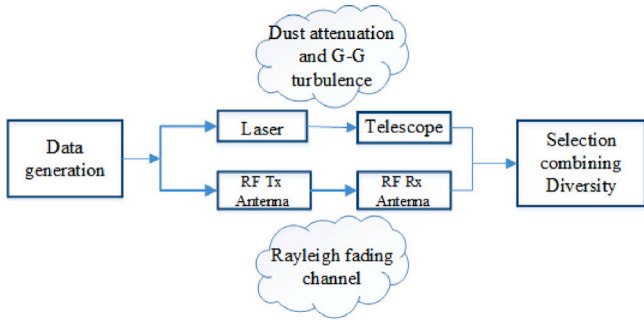 Dust attenuation
and G-G
turbulence
Data
generation
Laser
Telescope
RF Tx
Antenna
RF Rx
Antenna
Selection
combining
Diversity
Rayleigh fading
channel